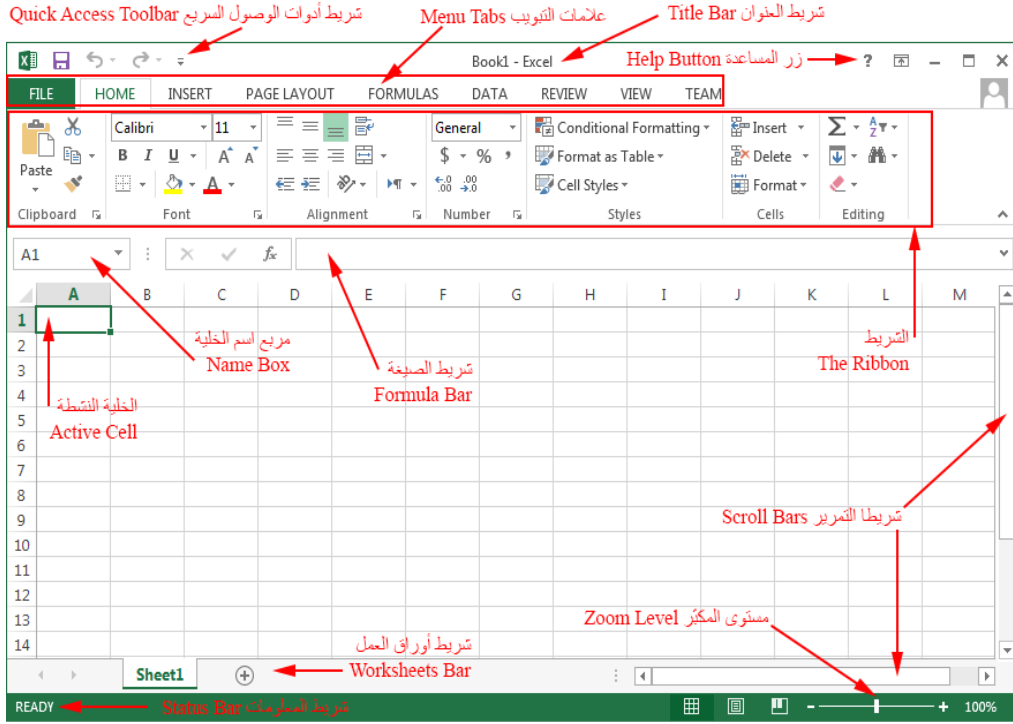 Quick Access Toolbar شريط أدوات الوصول السريع
Menu Tabs علامات التبويب
Title Bar شريط العنوان
Book1 - Excel
Help Button زر المساعدة
?
FILE HOME INSERT PAGE LAYOUT FORMULAS DATA REVIEW VIEW TEAM
Paste
Clipboard
Calibri 11
B I U A A
A
Font
Alignment
General
$ % ,
Number
Conditional Formatting
Format as Table
Cell Styles
Styles
Insert
Delete
Format
Cells
Editing
A1
fx
A B C D E F G H I J K L M
1
2
3
4
5
6
7
8
9
10
11
12
13
14
مربع اسم الخلية
Name Box
شريط الصيغة
Formula Bar
الشريط
The Ribbon
الخلية النشطة
Active Cell
Scroll Bars شريطا التمرير
Zoom Level مستوى المكبّر
شريط أوراق العمل
Worksheets Bar
Sheet1
READY
Status Bar شريط المعلومات
100%